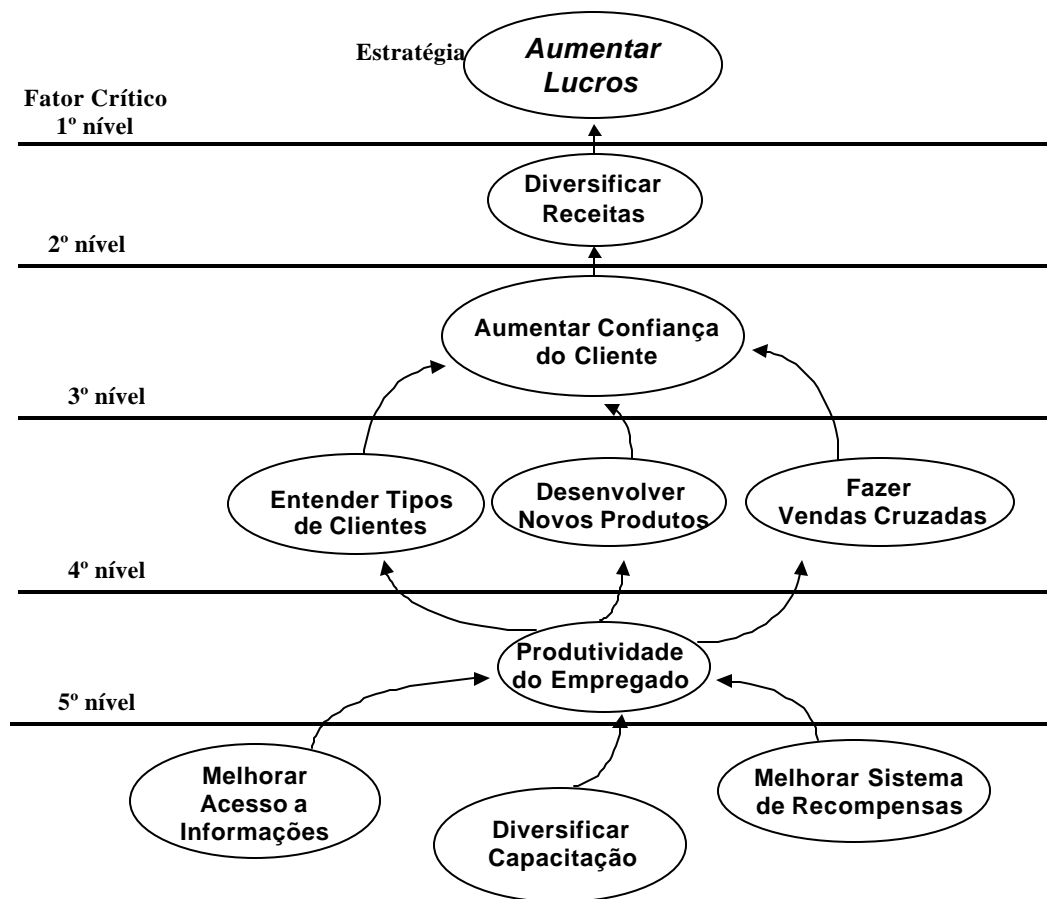 Estratégia
Aumentar
Lucros
Fator Crítico
1º nível
Diversificar
Receitas
2º nível
Aumentar Confiança
do Cliente
3º nível
Entender Tipos
de Clientes
Desenvolver
Novos Produtos
Fazer
Vendas Cruzadas
4º nível
Produtividade
do Empregado
5º nível
Melhorar
Acesso a
Informações
Diversificar
Capacitação
Melhorar Sistema
de Recompensas